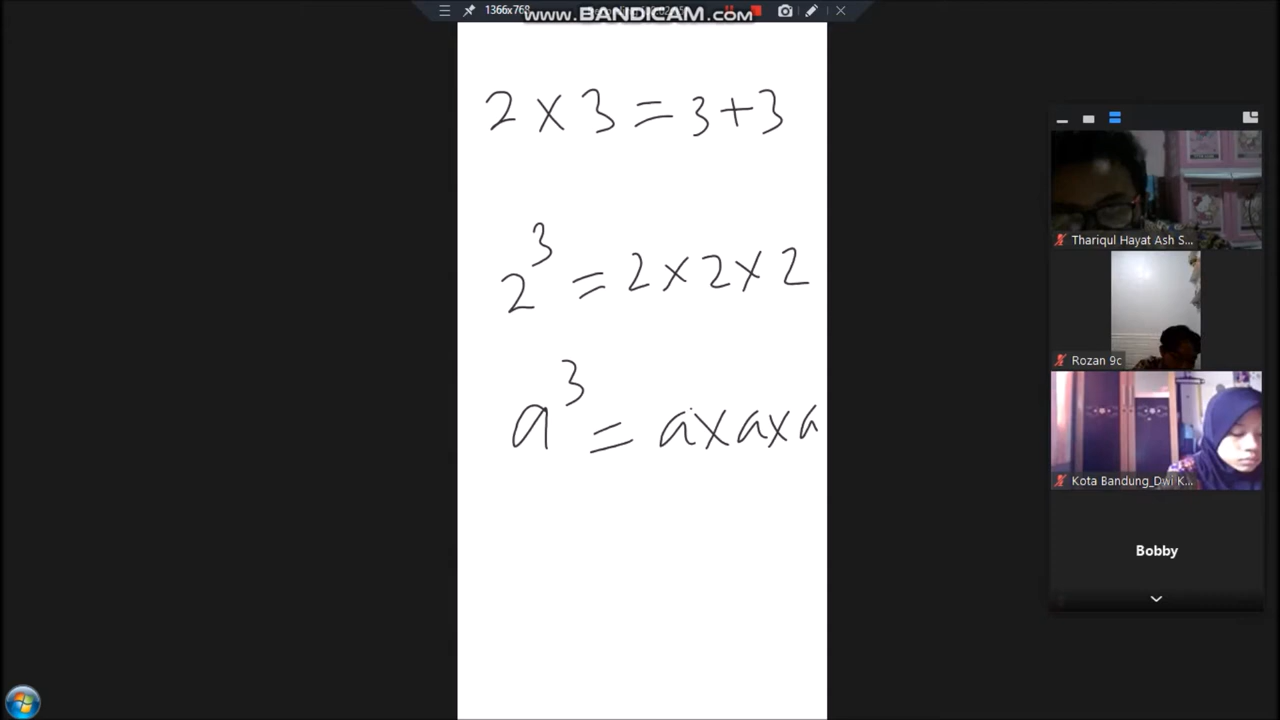 1366x768
www.BANDICAM.com
2 × 3 = 3 + 3
2³ = 2 × 2 × 2
a³ = a × a × a
Thariqul Hayat Ash S...
Rozan 9c
Kota Bandung_Dwi K...
Bobby